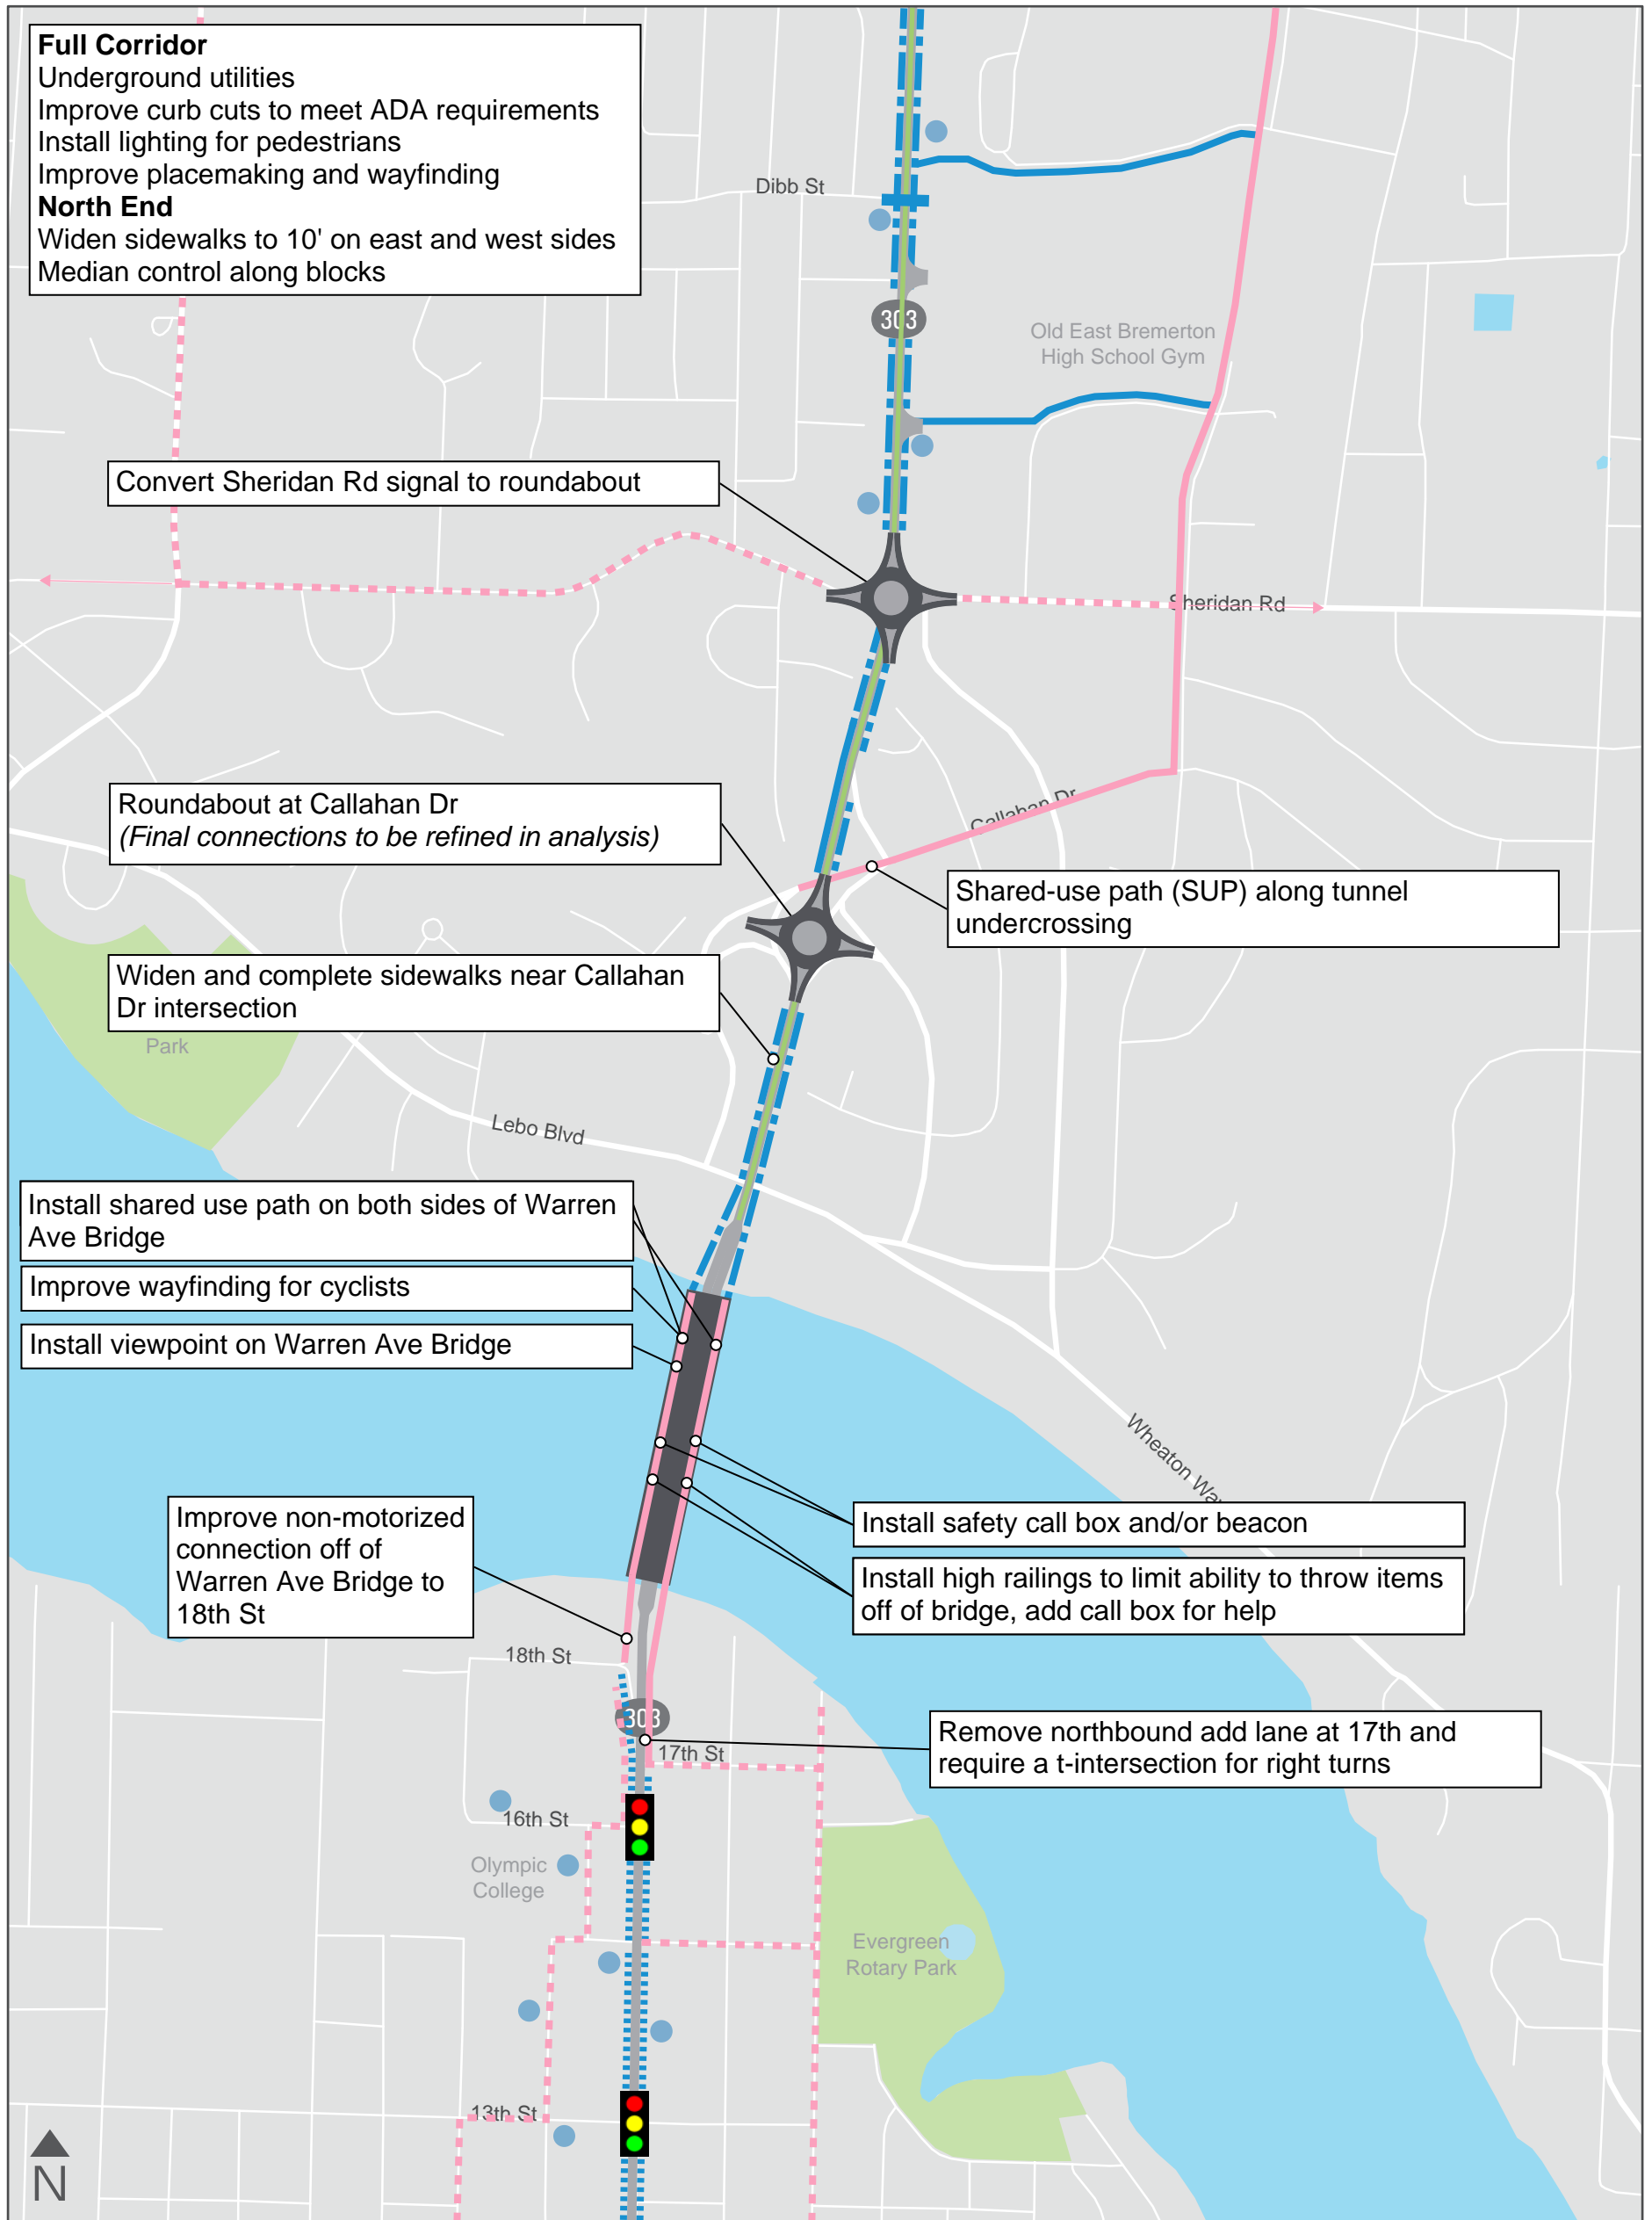 Full Corridor
Underground utilities
Improve curb cuts to meet ADA requirements
Install lighting for pedestrians
Improve placemaking and wayfinding
North End
Widen sidewalks to 10' on east and west sides
Median control along blocks
Dibb St
303
Old East Bremerton
High School Gym
Convert Sheridan Rd signal to roundabout
Sheridan Rd
Roundabout at Callahan Dr
(Final connections to be refined in analysis)
Callahan Dr
Shared-use path (SUP) along tunnel
undercrossing
Widen and complete sidewalks near Callahan
Dr intersection
Park
Lebo Blvd
Install shared use path on both sides of Warren
Ave Bridge
Improve wayfinding for cyclists
Install viewpoint on Warren Ave Bridge
Wheaton Way
Improve non-motorized
connection off of
Warren Ave Bridge to
18th St
Install safety call box and/or beacon
Install high railings to limit ability to throw items
off of bridge, add call box for help
18th St
303
Remove northbound add lane at 17th and
require a t-intersection for right turns
17th St
16th St
Olympic
College
Evergreen
Rotary Park
13th St
N